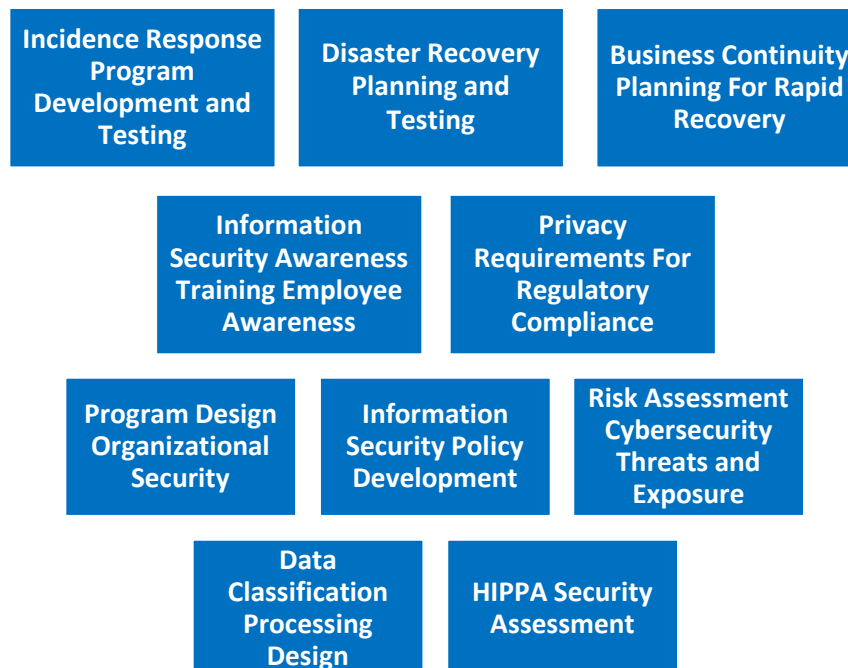 Incidence Response
Program
Development and
Testing
Disaster Recovery
Planning and
Testing
Business Continuity
Planning For Rapid
Recovery
Information
Security Awareness
Training Employee
Awareness
Privacy
Requirements For
Regulatory
Compliance
Program Design
Organizational
Security
Information
Security Policy
Development
Risk Assessment
Cybersecurity
Threats and
Exposure
Data
Classification
Processing
Design
HIPPA Security
Assessment